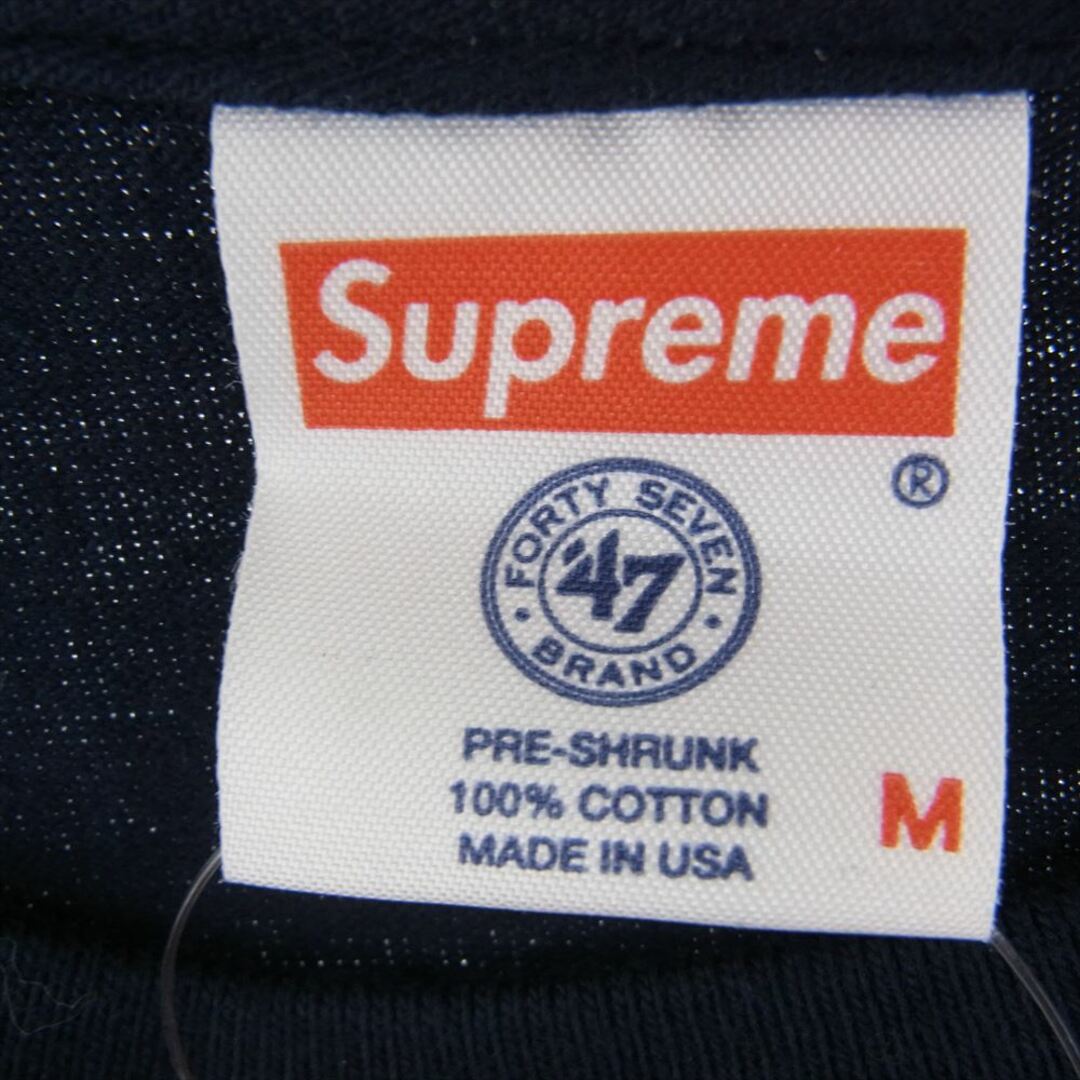 Supreme
®
FORTY SEVEN
'47
BRAND
PRE-SHRUNK
100% COTTON
MADE IN USA
M